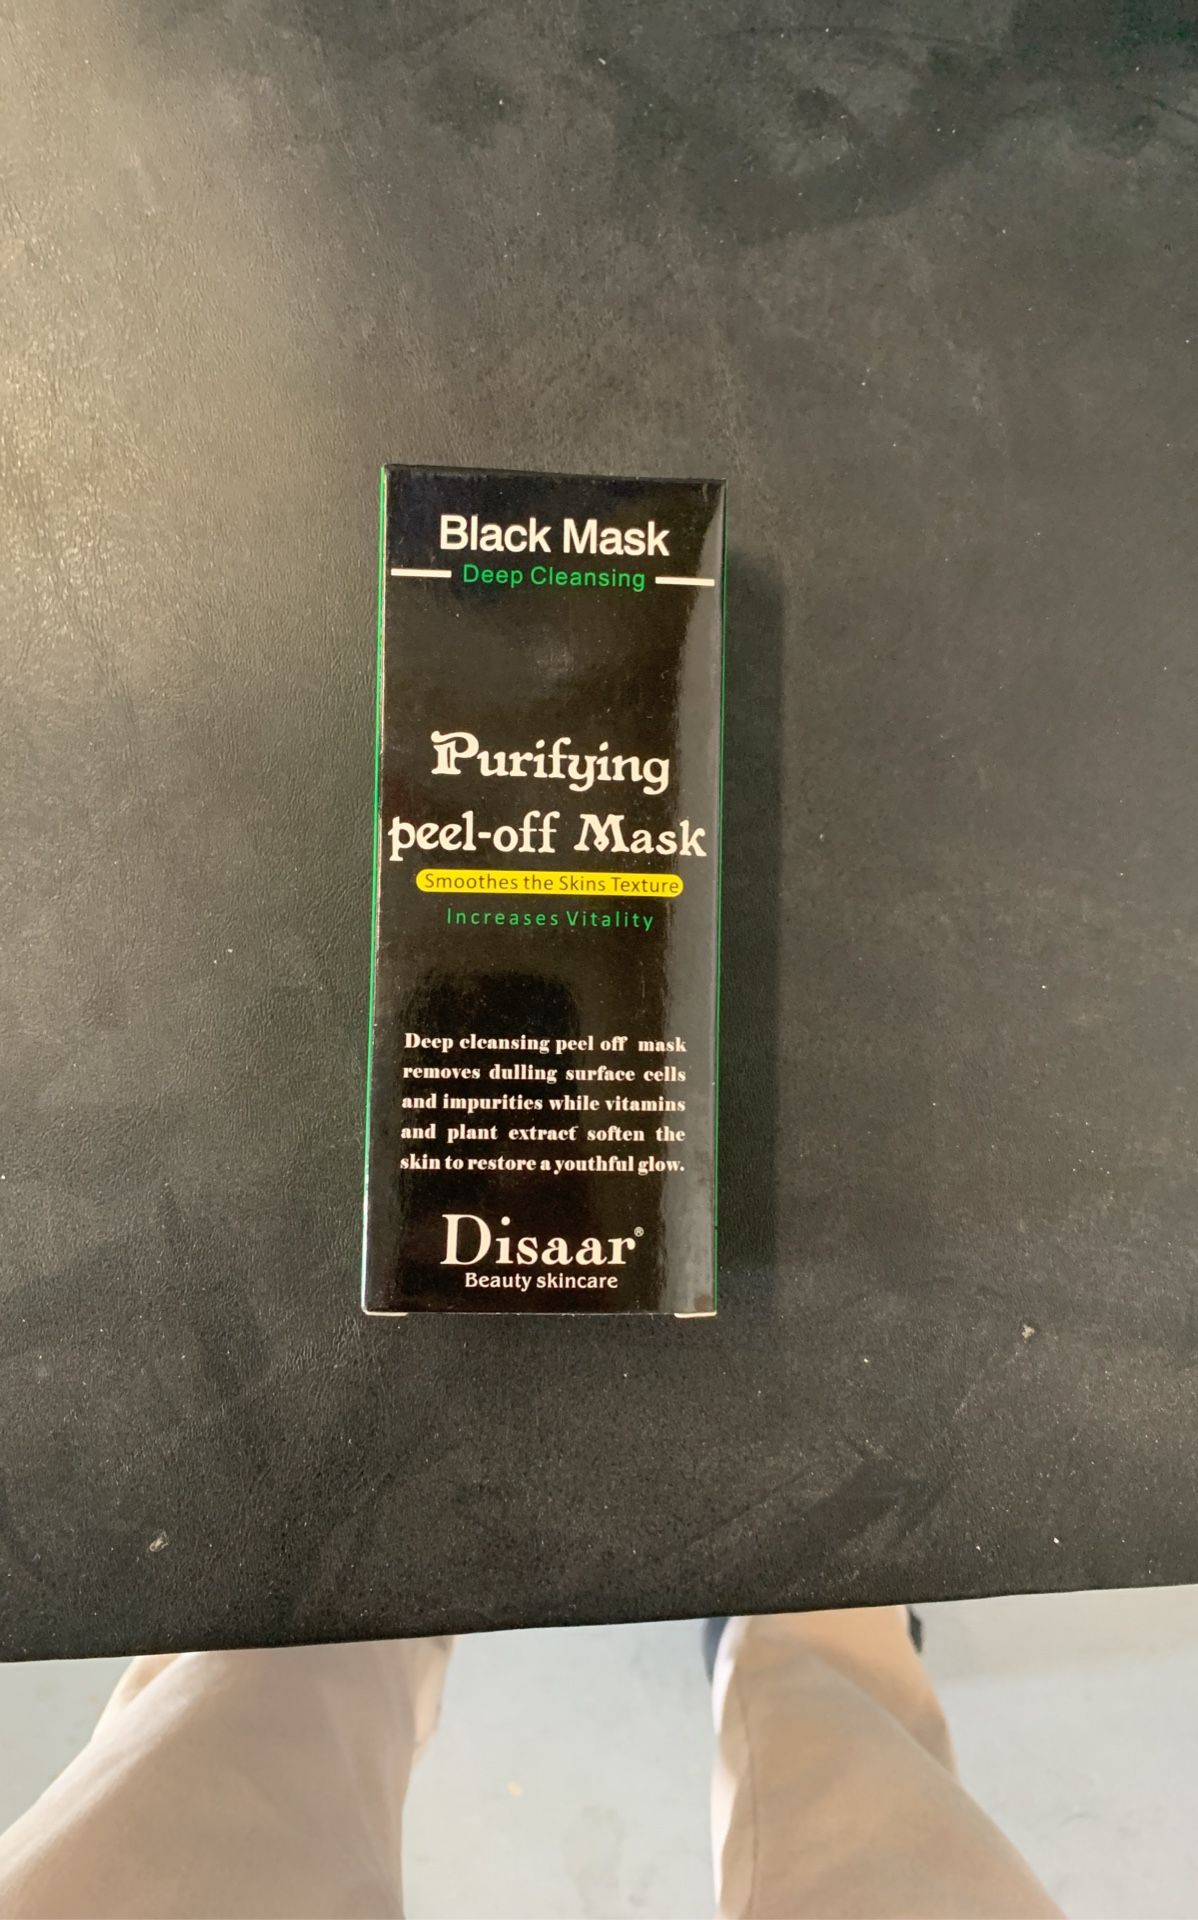 Black Mask
Deep Cleansing
Purifying
peel-off Mask
Smoothes the Skins Texture
Increases Vitality
Deep cleansing peel off mask
removes dulling surface cells
and impurities while vitamins
and plant extract soften the
skin to restore a youthful glow.
Disaar®
Beauty skincare